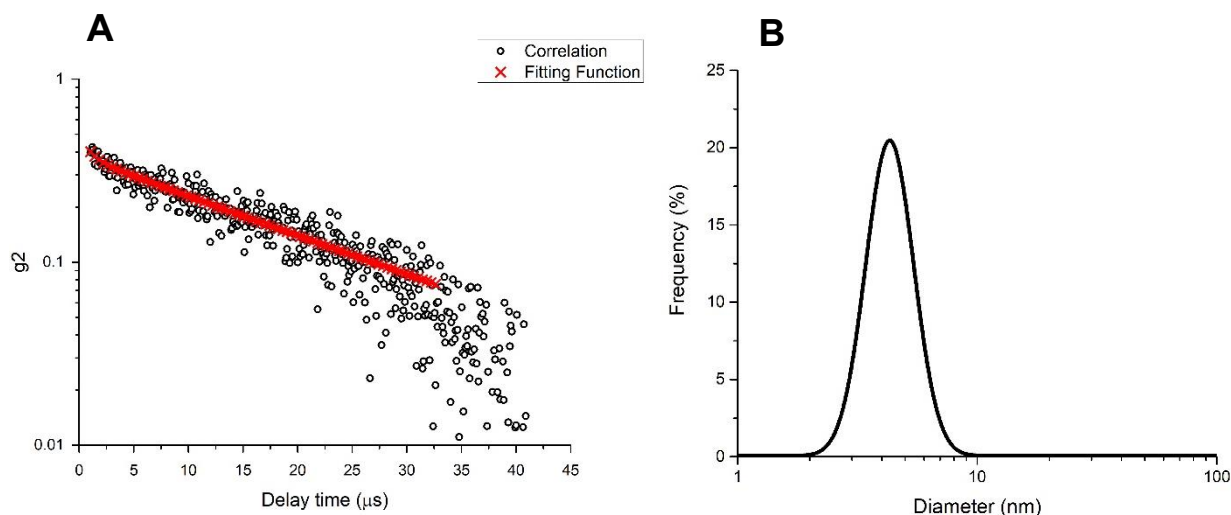 A
Correlation
Fitting Function
1
0.1
0.01
g2
0 5 10 15 20 25 30 35 40 45
Delay time (μs)
B
25
20
15
10
5
0
Frequency (%)
1 10 100
Diameter (nm)